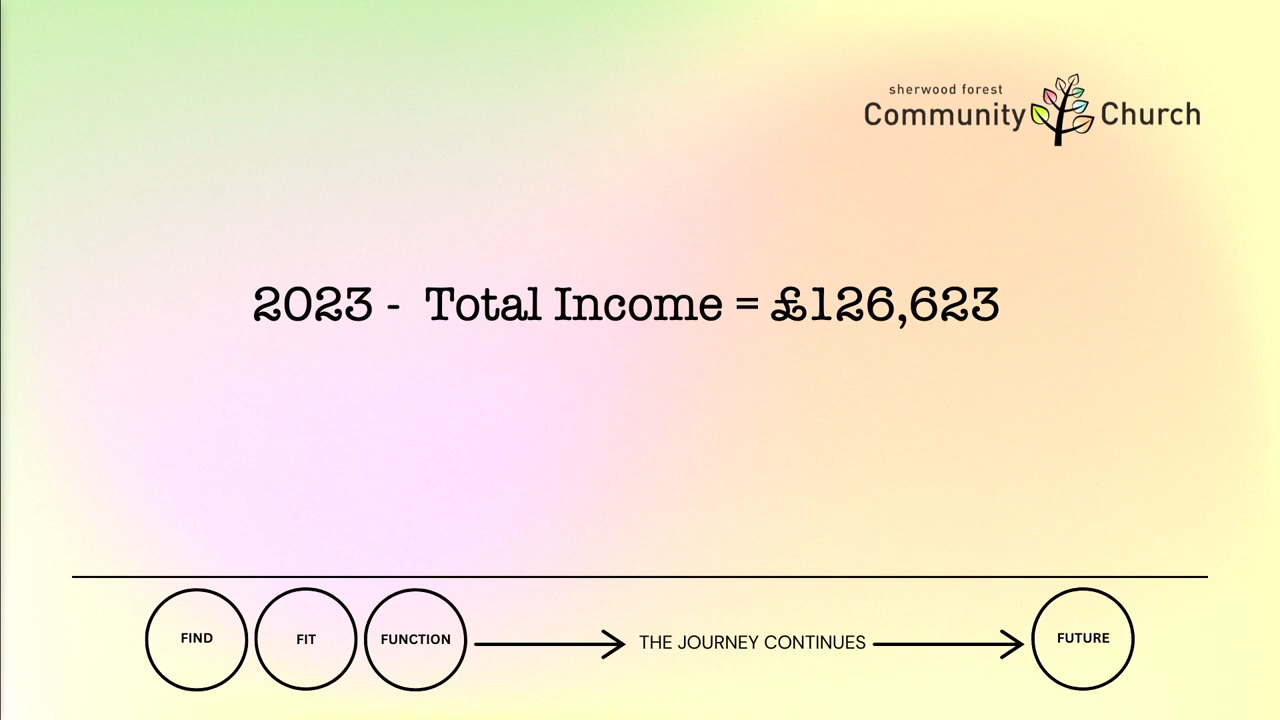 sherwood forest
Community Church
2023 - Total Income = £126,623
FIND FIT FUNCTION THE JOURNEY CONTINUES FUTURE